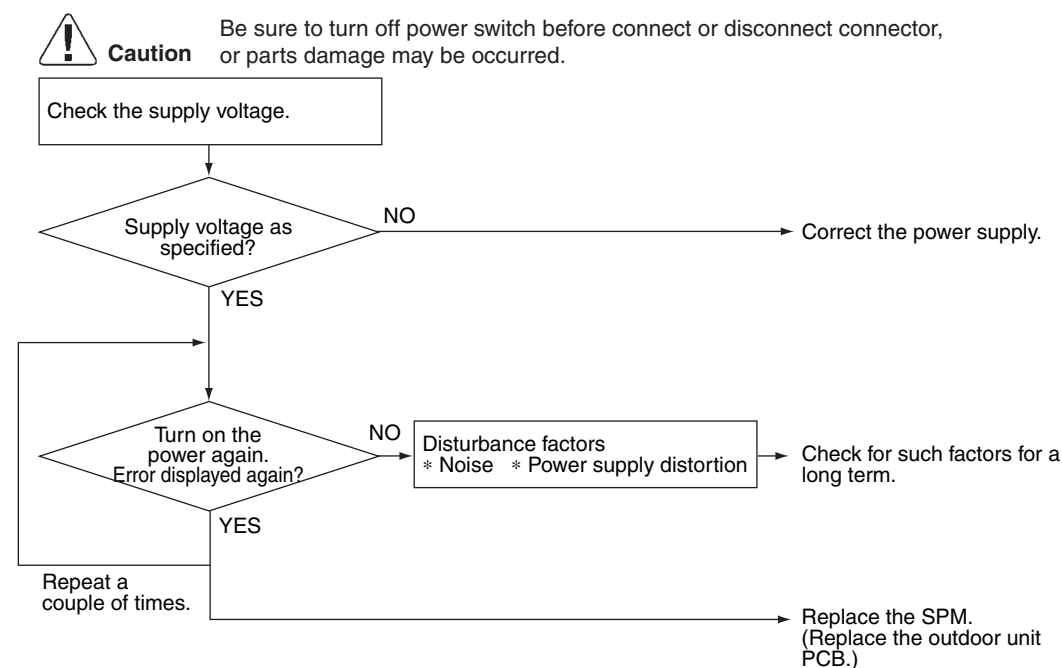 Be sure to turn off power switch before connect or disconnect connector,
Caution or parts damage may be occurred.
Check the supply voltage.
Supply voltage as
specified?
NO
Correct the power supply.
YES
Turn on the
power again.
Error displayed again?
NO
Disturbance factors
* Noise * Power supply distortion
Check for such factors for a
long term.
YES
Repeat a
couple of times.
Replace the SPM.
(Replace the outdoor unit
PCB.)